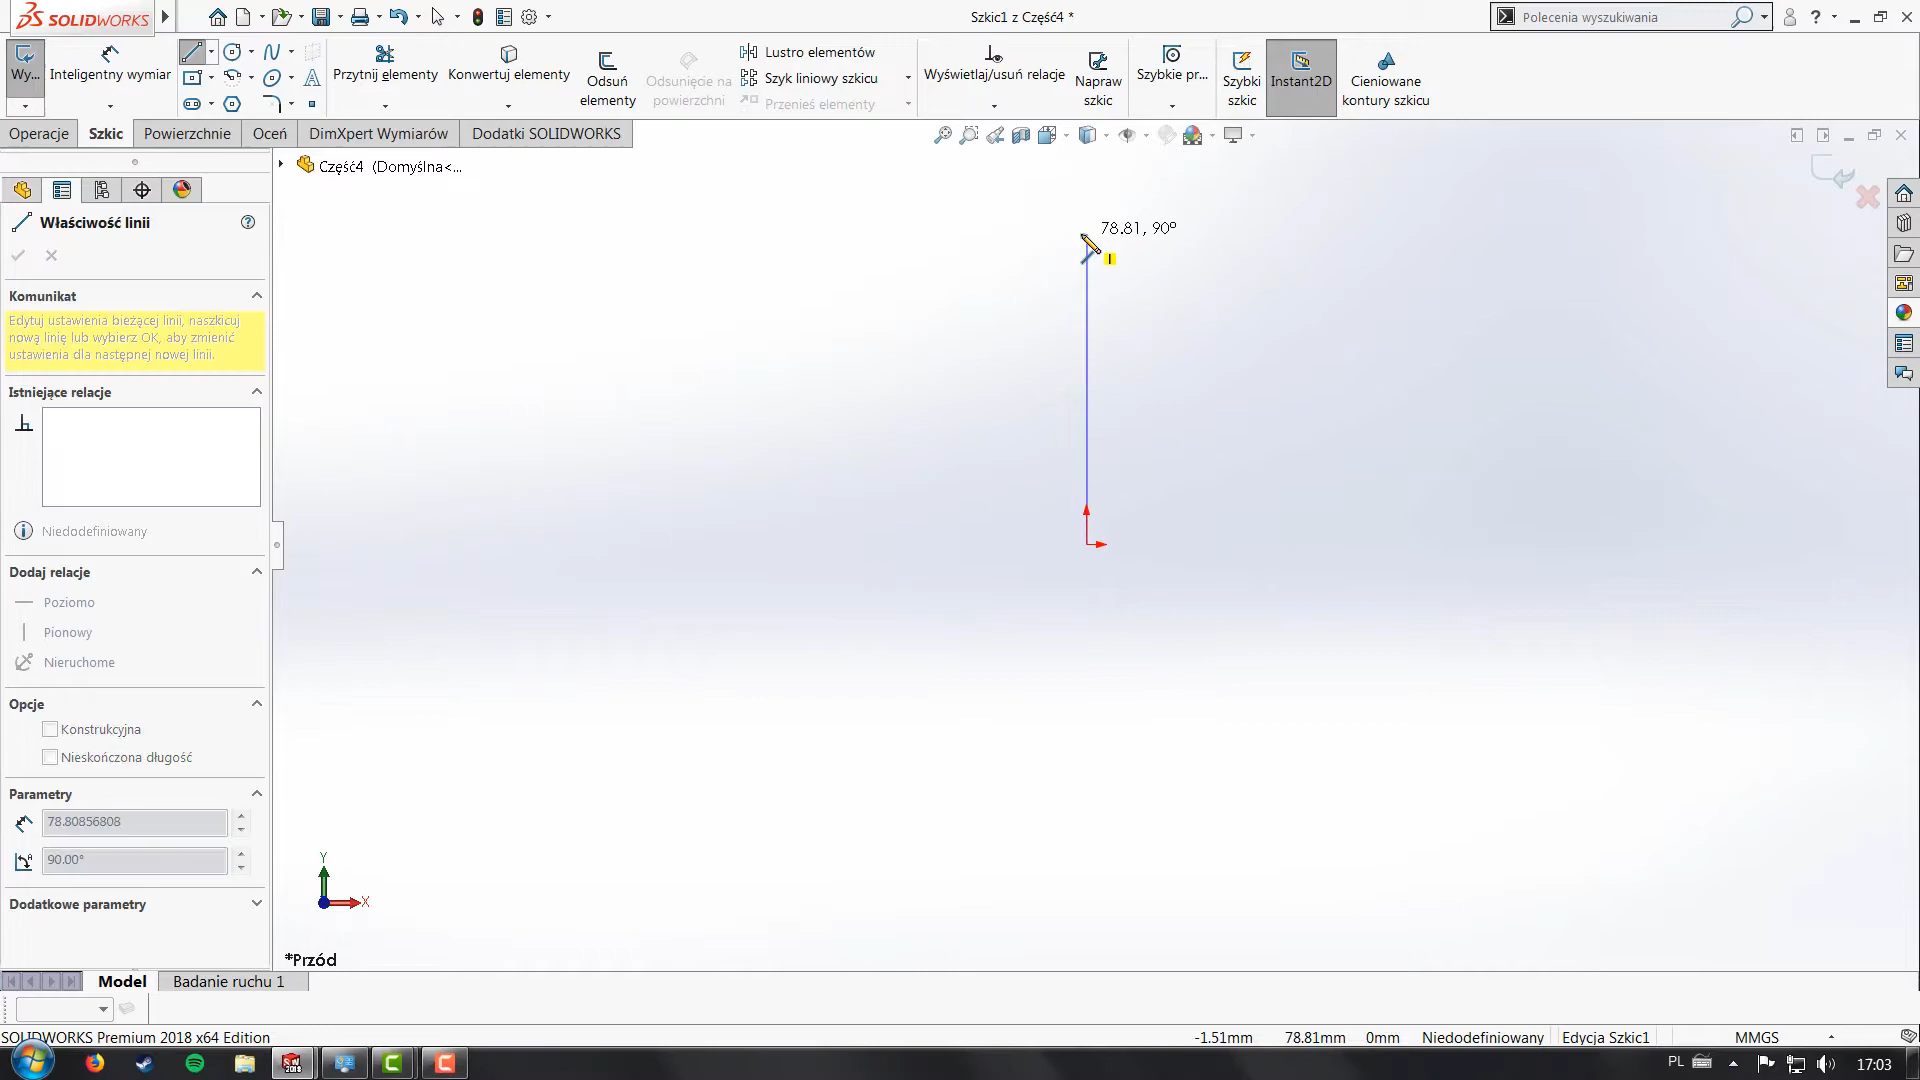 SOLIDWORKS
Szkic1 z Część4 *
Polecenia wyszukiwania
Wy...
Inteligentny wymiar
Przytnij elementy
Konwertuj elementy
Odsuń
elementy
Odsunięcie na
powierzchni
Lustro elementów
Szyk liniowy szkicu
Przenieś elementy
Wyświetlaj/usuń relacje
Napraw
szkic
Szybkie pr...
Szybki
szkic
Instant2D
Cieniowane
kontury szkicu
Operacje
Szkic
Powierzchnie
Oceń
DimXpert Wymiarów
Dodatki SOLIDWORKS
Część4 (Domyślna<...
Właściwość linii
Komunikat
Edytuj ustawienia bieżącej linii, naszkicuj
nową linię lub wybierz OK, aby zmienić
ustawienia dla następnej nowej linii.
Istniejące relacje
Niedodefiniowany
Dodaj relacje
Poziomo
Pionowy
Nieruchome
Opcje
Konstrukcyjna
Nieskończona długość
Parametry
78.80856808
90.00°
Dodatkowe parametry
78.81, 90°
Y
X
*Przód
Model
Badanie ruchu 1
SOLIDWORKS Premium 2018 x64 Edition
-1.51mm
78.81mm
0mm
Niedodefiniowany
Edycja Szkic1
MMGS
SW
2018
PL
17:03